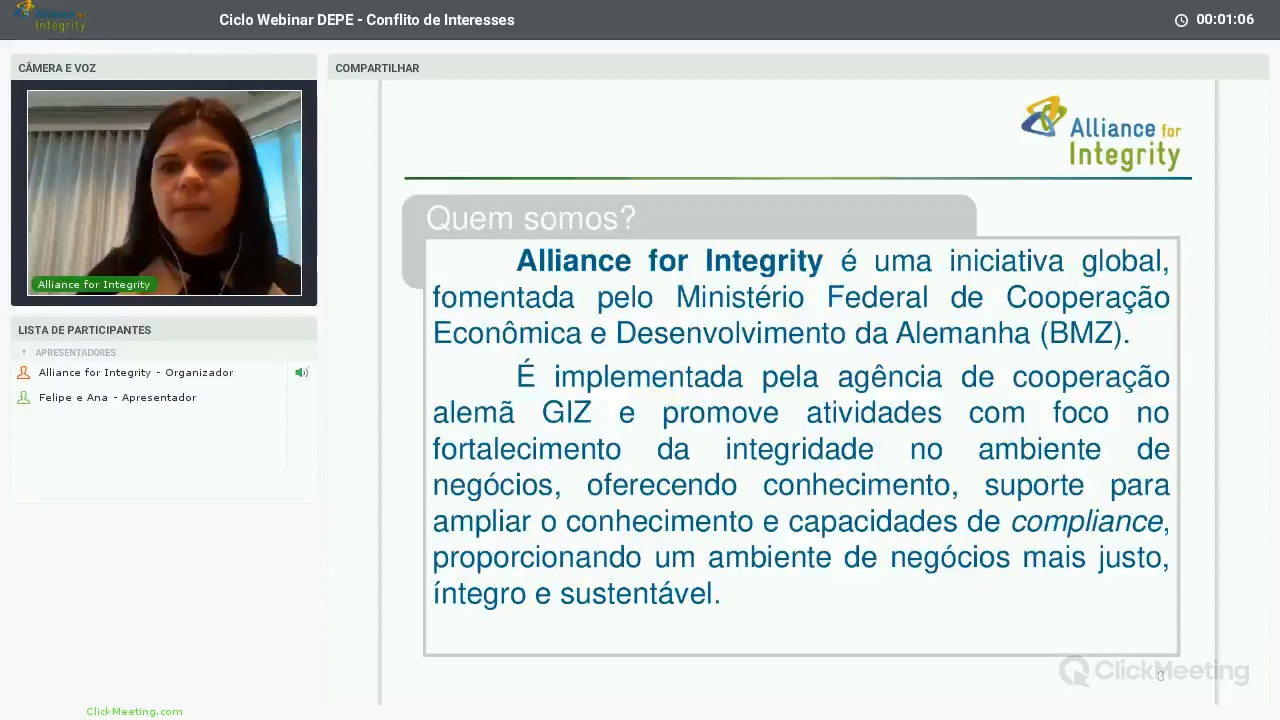 Alliance for
Integrity
Ciclo Webinar DEPE - Conflito de Interesses
00:01:06
CÂMERA E VOZ
Alliance for Integrity
LISTA DE PARTICIPANTES
APRESENTADORES
Alliance for Integrity - Organizador
Felipe e Ana - Apresentador
ClickMeeting.com
COMPARTILHAR
Alliance for
Integrity
Quem somos?
Alliance for Integrity é uma iniciativa global,
fomentada pelo Ministério Federal de Cooperação
Econômica e Desenvolvimento da Alemanha (BMZ).
É implementada pela agência de cooperação
alemã GIZ e promove atividades com foco no
fortalecimento da integridade no ambiente de
negócios, oferecendo conhecimento, suporte para
ampliar o conhecimento e capacidades de compliance,
proporcionando um ambiente de negócios mais justo,
íntegro e sustentável.
3
ClickMeeting